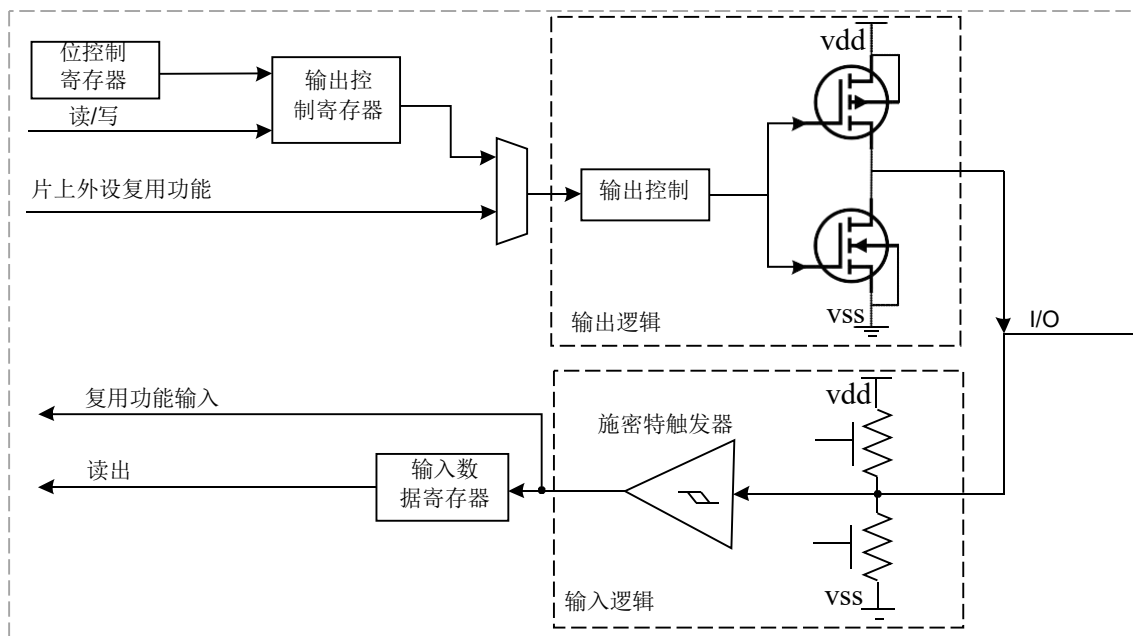 位控制
寄存器
读/写
输出控
制寄存器
片上外设复用功能
输出控制
vdd
vss
输出逻辑
I/O
复用功能输入
读出
输入数
据寄存器
施密特触发器
vdd
vss
输入逻辑